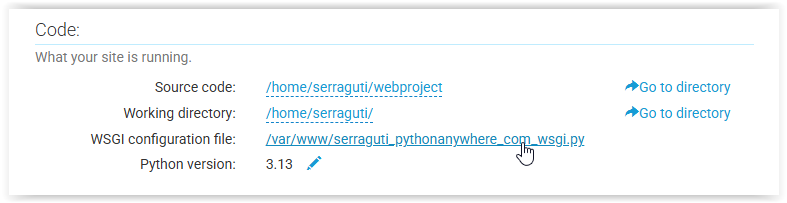 Code:
What your site is running.
Source code: /home/serraguti/webproject Go to directory
Working directory: /home/serraguti/ Go to directory
WSGI configuration file: /var/www/serraguti_pythonanywhere_com_wsgi.py
Python version: 3.13